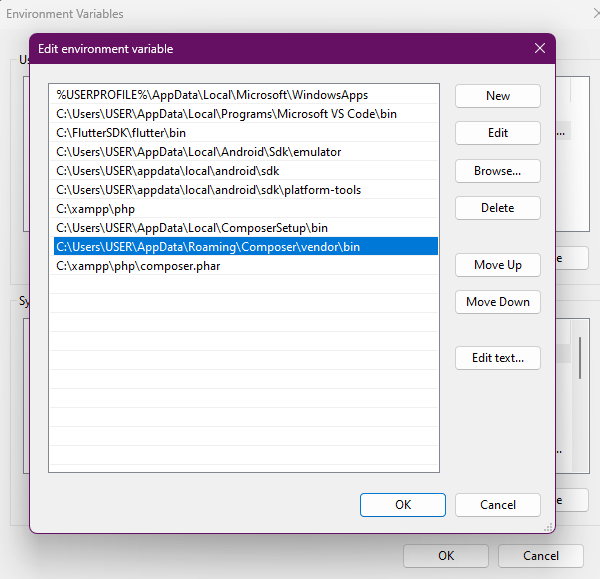 Environment Variables
Edit environment variable
%USERPROFILE%\AppData\Local\Microsoft\WindowsApps
C:\Users\USER\AppData\Local\Programs\Microsoft VS Code\bin
C:\FlutterSDK\flutter\bin
C:\Users\USER\AppData\Local\Android\Sdk\emulator
C:\Users\USER\appdata\local\android\sdk
C:\Users\USER\appdata\local\android\sdk\platform-tools
C:\xampp\php
C:\Users\USER\AppData\Local\ComposerSetup\bin
C:\Users\USER\AppData\Roaming\Composer\vendor\bin
C:\xampp\php\composer.phar
New
Edit
Browse...
Delete
Move Up
Move Down
Edit text...
OK
Cancel
OK
Cancel